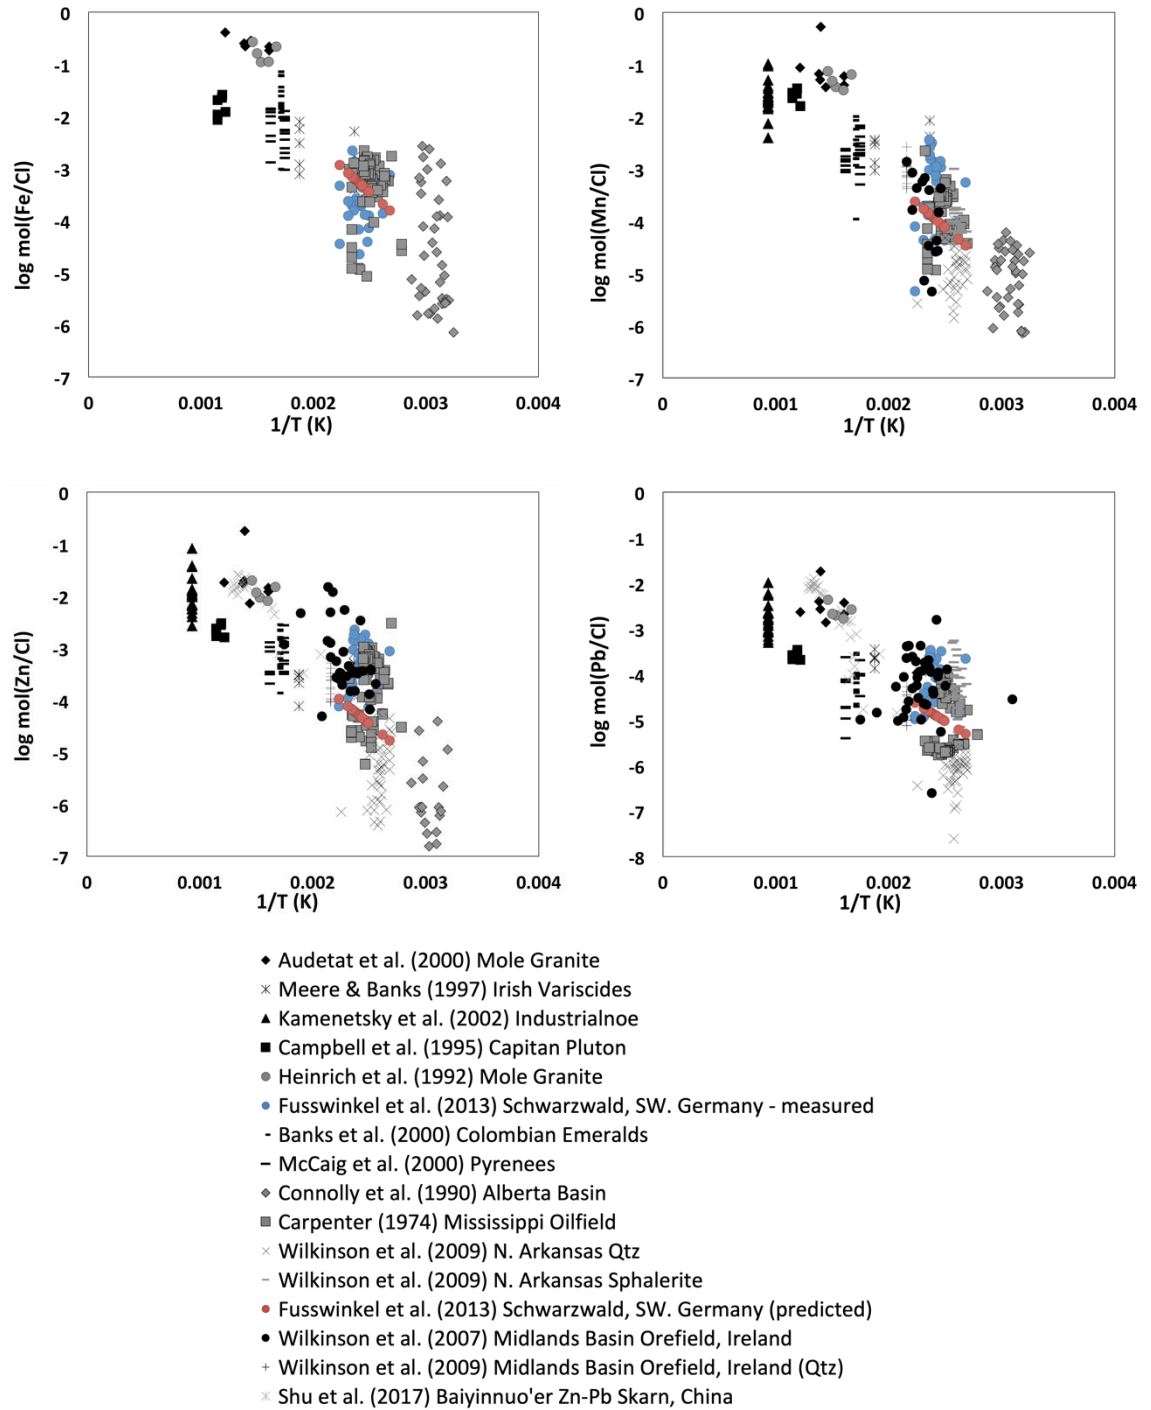 0
-1
-2
-3
-4
-5
-6
-7
log mol(Fe/Cl)
0 0.001 0.002 0.003 0.004
1/T (K)
0
-1
-2
-3
-4
-5
-6
-7
log mol(Mn/Cl)
0 0.001 0.002 0.003 0.004
1/T (K)
0
-1
-2
-3
-4
-5
-6
-7
log mol(Zn/Cl)
0 0.001 0.002 0.003 0.004
1/T (K)
0
-1
-2
-3
-4
-5
-6
-7
-8
log mol(Pb/Cl)
0 0.001 0.002 0.003 0.004
1/T (K)
Audetat et al. (2000) Mole Granite
Meere & Banks (1997) Irish Variscides
Kamenetsky et al. (2002) Industrialnoe
Campbell et al. (1995) Capitan Pluton
Heinrich et al. (1992) Mole Granite
Fusswinkel et al. (2013) Schwarzwald, SW. Germany - measured
Banks et al. (2000) Colombian Emeralds
McCaig et al. (2000) Pyrenees
Connolly et al. (1990) Alberta Basin
Carpenter (1974) Mississippi Oilfield
Wilkinson et al. (2009) N. Arkansas Qtz
Wilkinson et al. (2009) N. Arkansas Sphalerite
Fusswinkel et al. (2013) Schwarzwald, SW. Germany (predicted)
Wilkinson et al. (2007) Midlands Basin Orefield, Ireland
Wilkinson et al. (2009) Midlands Basin Orefield, Ireland (Qtz)
Shu et al. (2017) Baiyinnuo'er Zn-Pb Skarn, China